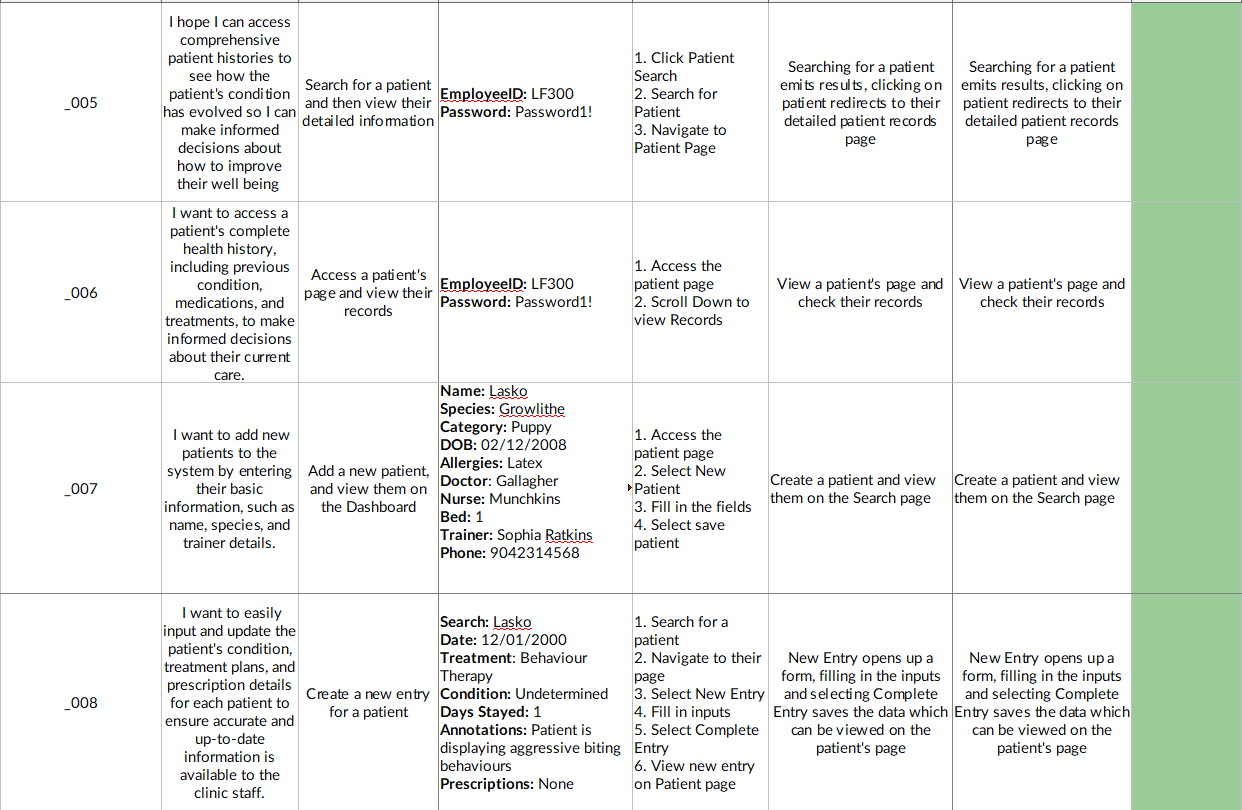 _005
I hope I can access
comprehensive
patient histories to
see how the
patient's condition
has evolved so I can
make informed
decisions about
how to improve
their well being
Search for a patient
and then view their
detailed information
EmployeeID: LF300
Password: Password1!
1. Click Patient
Search
2. Search for
Patient
3. Navigate to
Patient Page
Searching for a patient
emits results, clicking on
patient redirects to their
detailed patient records
page
Searching for a patient
emits results, clicking on
patient redirects to their
detailed patient records
page
_006
I want to access a
patient's complete
health history,
including previous
condition,
medications, and
treatments, to make
informed decisions
about their current
care.
Access a patient's
page and view their
records
EmployeeID: LF300
Password: Password1!
1. Access the
patient page
2. Scroll Down to
view Records
View a patient's page and
check their records
View a patient's page and
check their records
_007
I want to add new
patients to the
system by entering
their basic
information, such as
name, species, and
trainer details.
Add a new patient,
and view them on
the Dashboard
Name: Lasko
Species: Growlithe
Category: Puppy
DOB: 02/12/2008
Allergies: Latex
Doctor: Gallagher
Nurse: Munchkins
Bed: 1
Trainer: Sophia Ratkins
Phone: 9042314568
1. Access the
patient page
2. Select New
Patient
3. Fill in the fields
4. Select save
patient
Create a patient and view
them on the Search page
Create a patient and view
them on the Search page
_008
I want to easily
input and update the
patient's condition,
treatment plans, and
prescription details
for each patient to
ensure accurate and
up-to-date
information is
available to the
clinic staff.
Create a new entry
for a patient
Search: Lasko
Date: 12/01/2000
Treatment: Behaviour
Therapy
Condition: Undetermined
Days Stayed: 1
Annotations: Patient is
displaying aggressive biting
behaviours
Prescriptions: None
1. Search for a
patient
2. Navigate to their
page
3. Select New Entry
4. Fill in inputs
5. Select Complete
Entry
6. View new entry
on Patient page
New Entry opens up a
form, filling in the inputs
and selecting Complete
Entry saves the data which
can be viewed on the
patient's page
New Entry opens up a
form, filling in the inputs
and selecting Complete
Entry saves the data which
can be viewed on the
patient's page